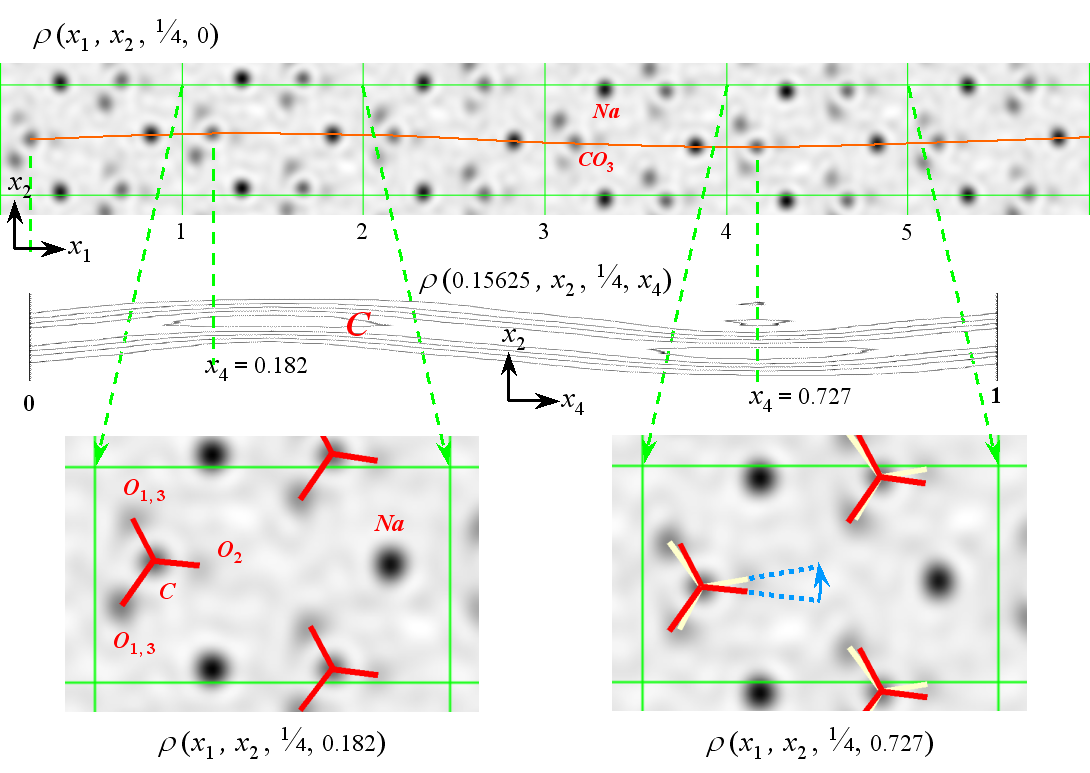 ρ (x1 , x2 , 1/4, 0)
Na
CO3
x2
x1
1 2 3 4 5
ρ (0.15625 , x2 , 1/4, x4)
C
x2
x4 = 0.182
x4 = 0.727
x4
0 1
O1, 3
Na
O2
C
O1, 3
ρ (x1 , x2 , 1/4, 0.182)
ρ (x1 , x2 , 1/4, 0.727)